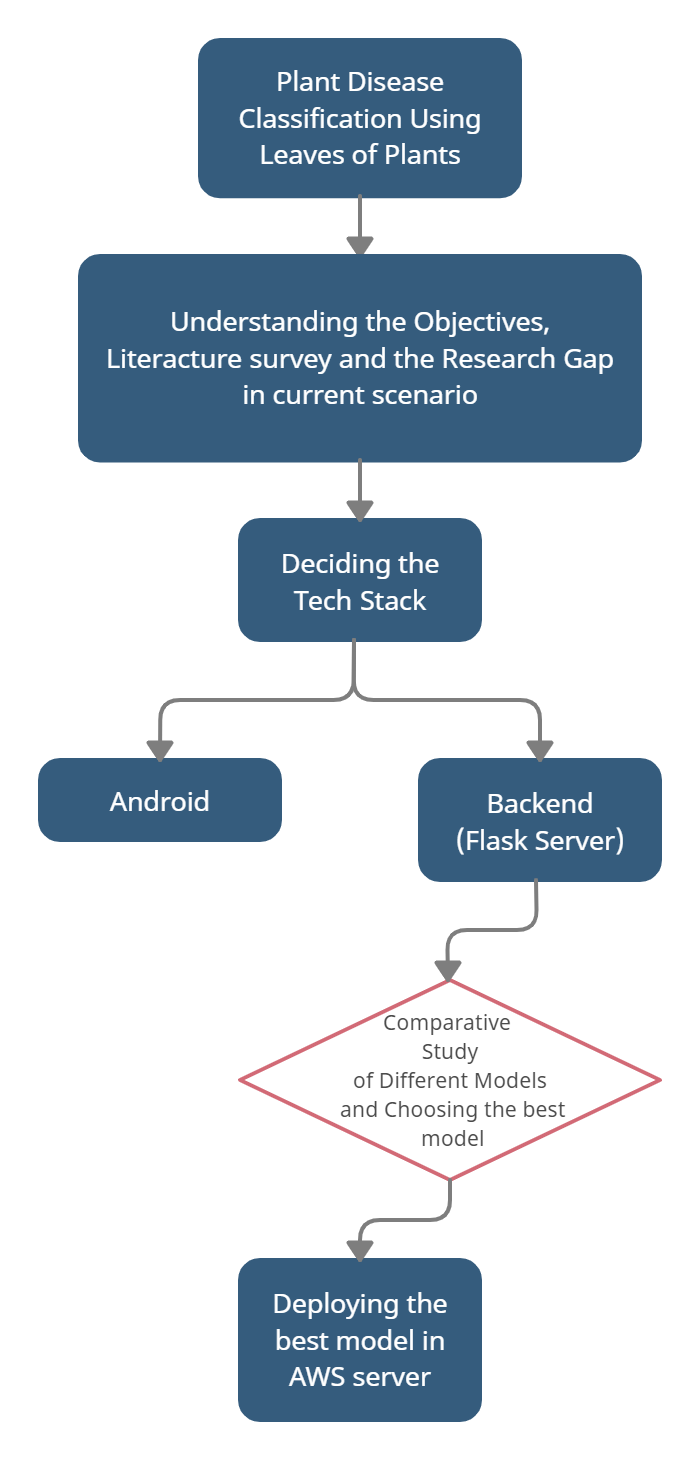 Plant Disease
Classification Using
Leaves of Plants
Understanding the Objectives,
Literacture survey and the Research Gap
in current scenario
Deciding the
Tech Stack
Android
Backend
(Flask Server)
Comparative
Study
of Different Models
and Choosing the best
model
Deploying the
best model in
AWS server